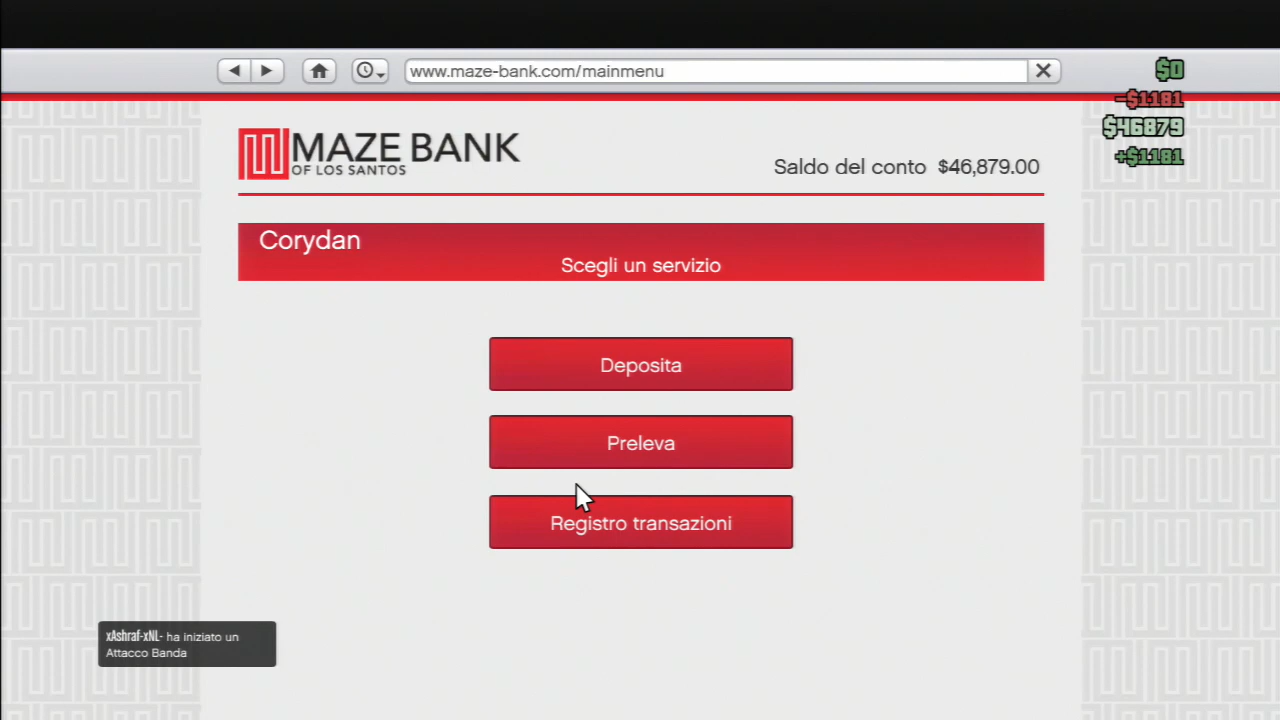 www.maze-bank.com/mainmenu
$0
-$1181
$46879
+$1181
MAZE BANK
OF LOS SANTOS
Saldo del conto $46,879.00
Corydan
Scegli un servizio
Deposita
Preleva
Registro transazioni
xAshraf-xNL- ha iniziato un
Attacco Banda